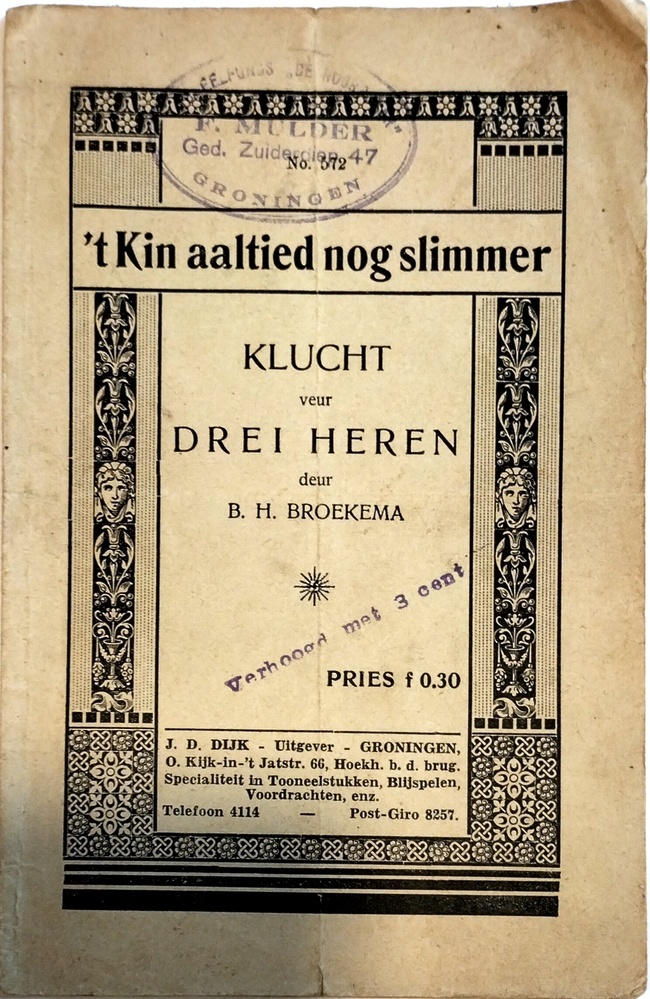 F. MULDER
Ged. Zuiderdiep 47
No. 572
GRONINGEN
't Kin aaltied nog slimmer
KLUCHT
veur
DREI HEREN
deur
B. H. BROEKEMA
Verhoogd met 3 cent
PRIES f 0.30
J. D. DIJK - Uitgever - GRONINGEN,
O. Kijk-in-'t Jatstr. 66, Hoekh. b. d. brug.
Specialiteit in Tooneelstukken, Blijspelen,
Voordrachten, enz.
Telefoon 4114 — Post-Giro 8257.